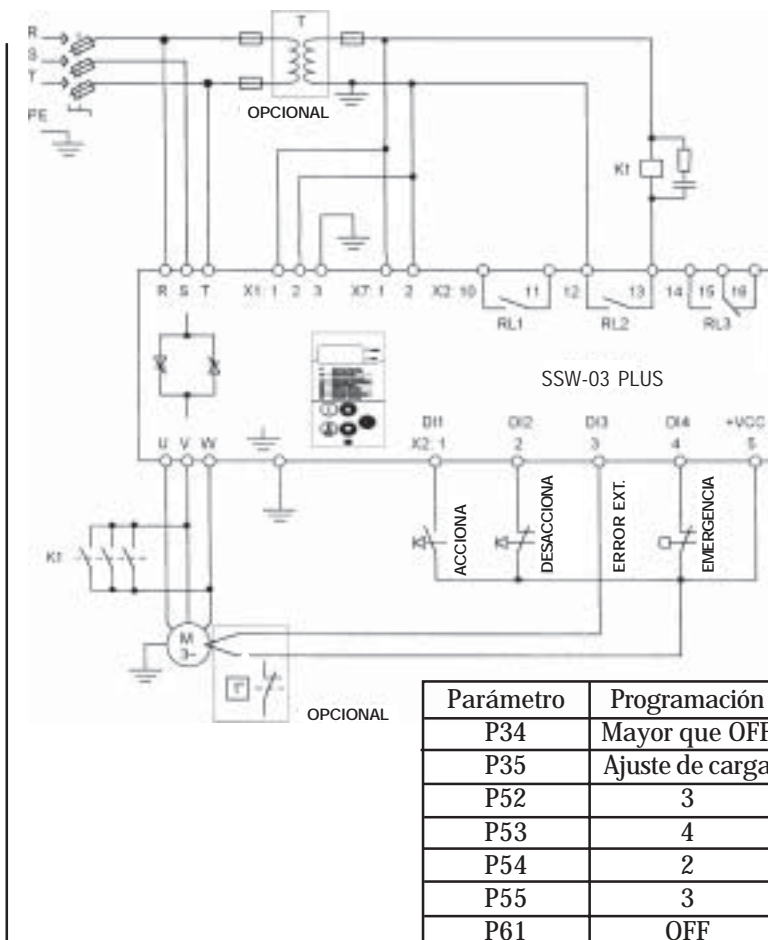 R
S
T
PE
T
OPCIONAL
K1
R S T X1: 1 2 3 X7: 1 2 X2: 10 11 12 13 14 15 16
RL1 RL2 RL3
SSW-03 PLUS
DI1 DI2 DI3 DI4 +VCC
U V W X2: 1 2 3 4 5
ACCIONA
DESACCIONA
ERROR EXT.
EMERGENCIA
K1
M
3~
OPCIONAL
Parámetro Programación
P34 Mayor que OFF
P35 Ajuste de carga
P52 3
P53 4
P54 2
P55 3
P61 OFF